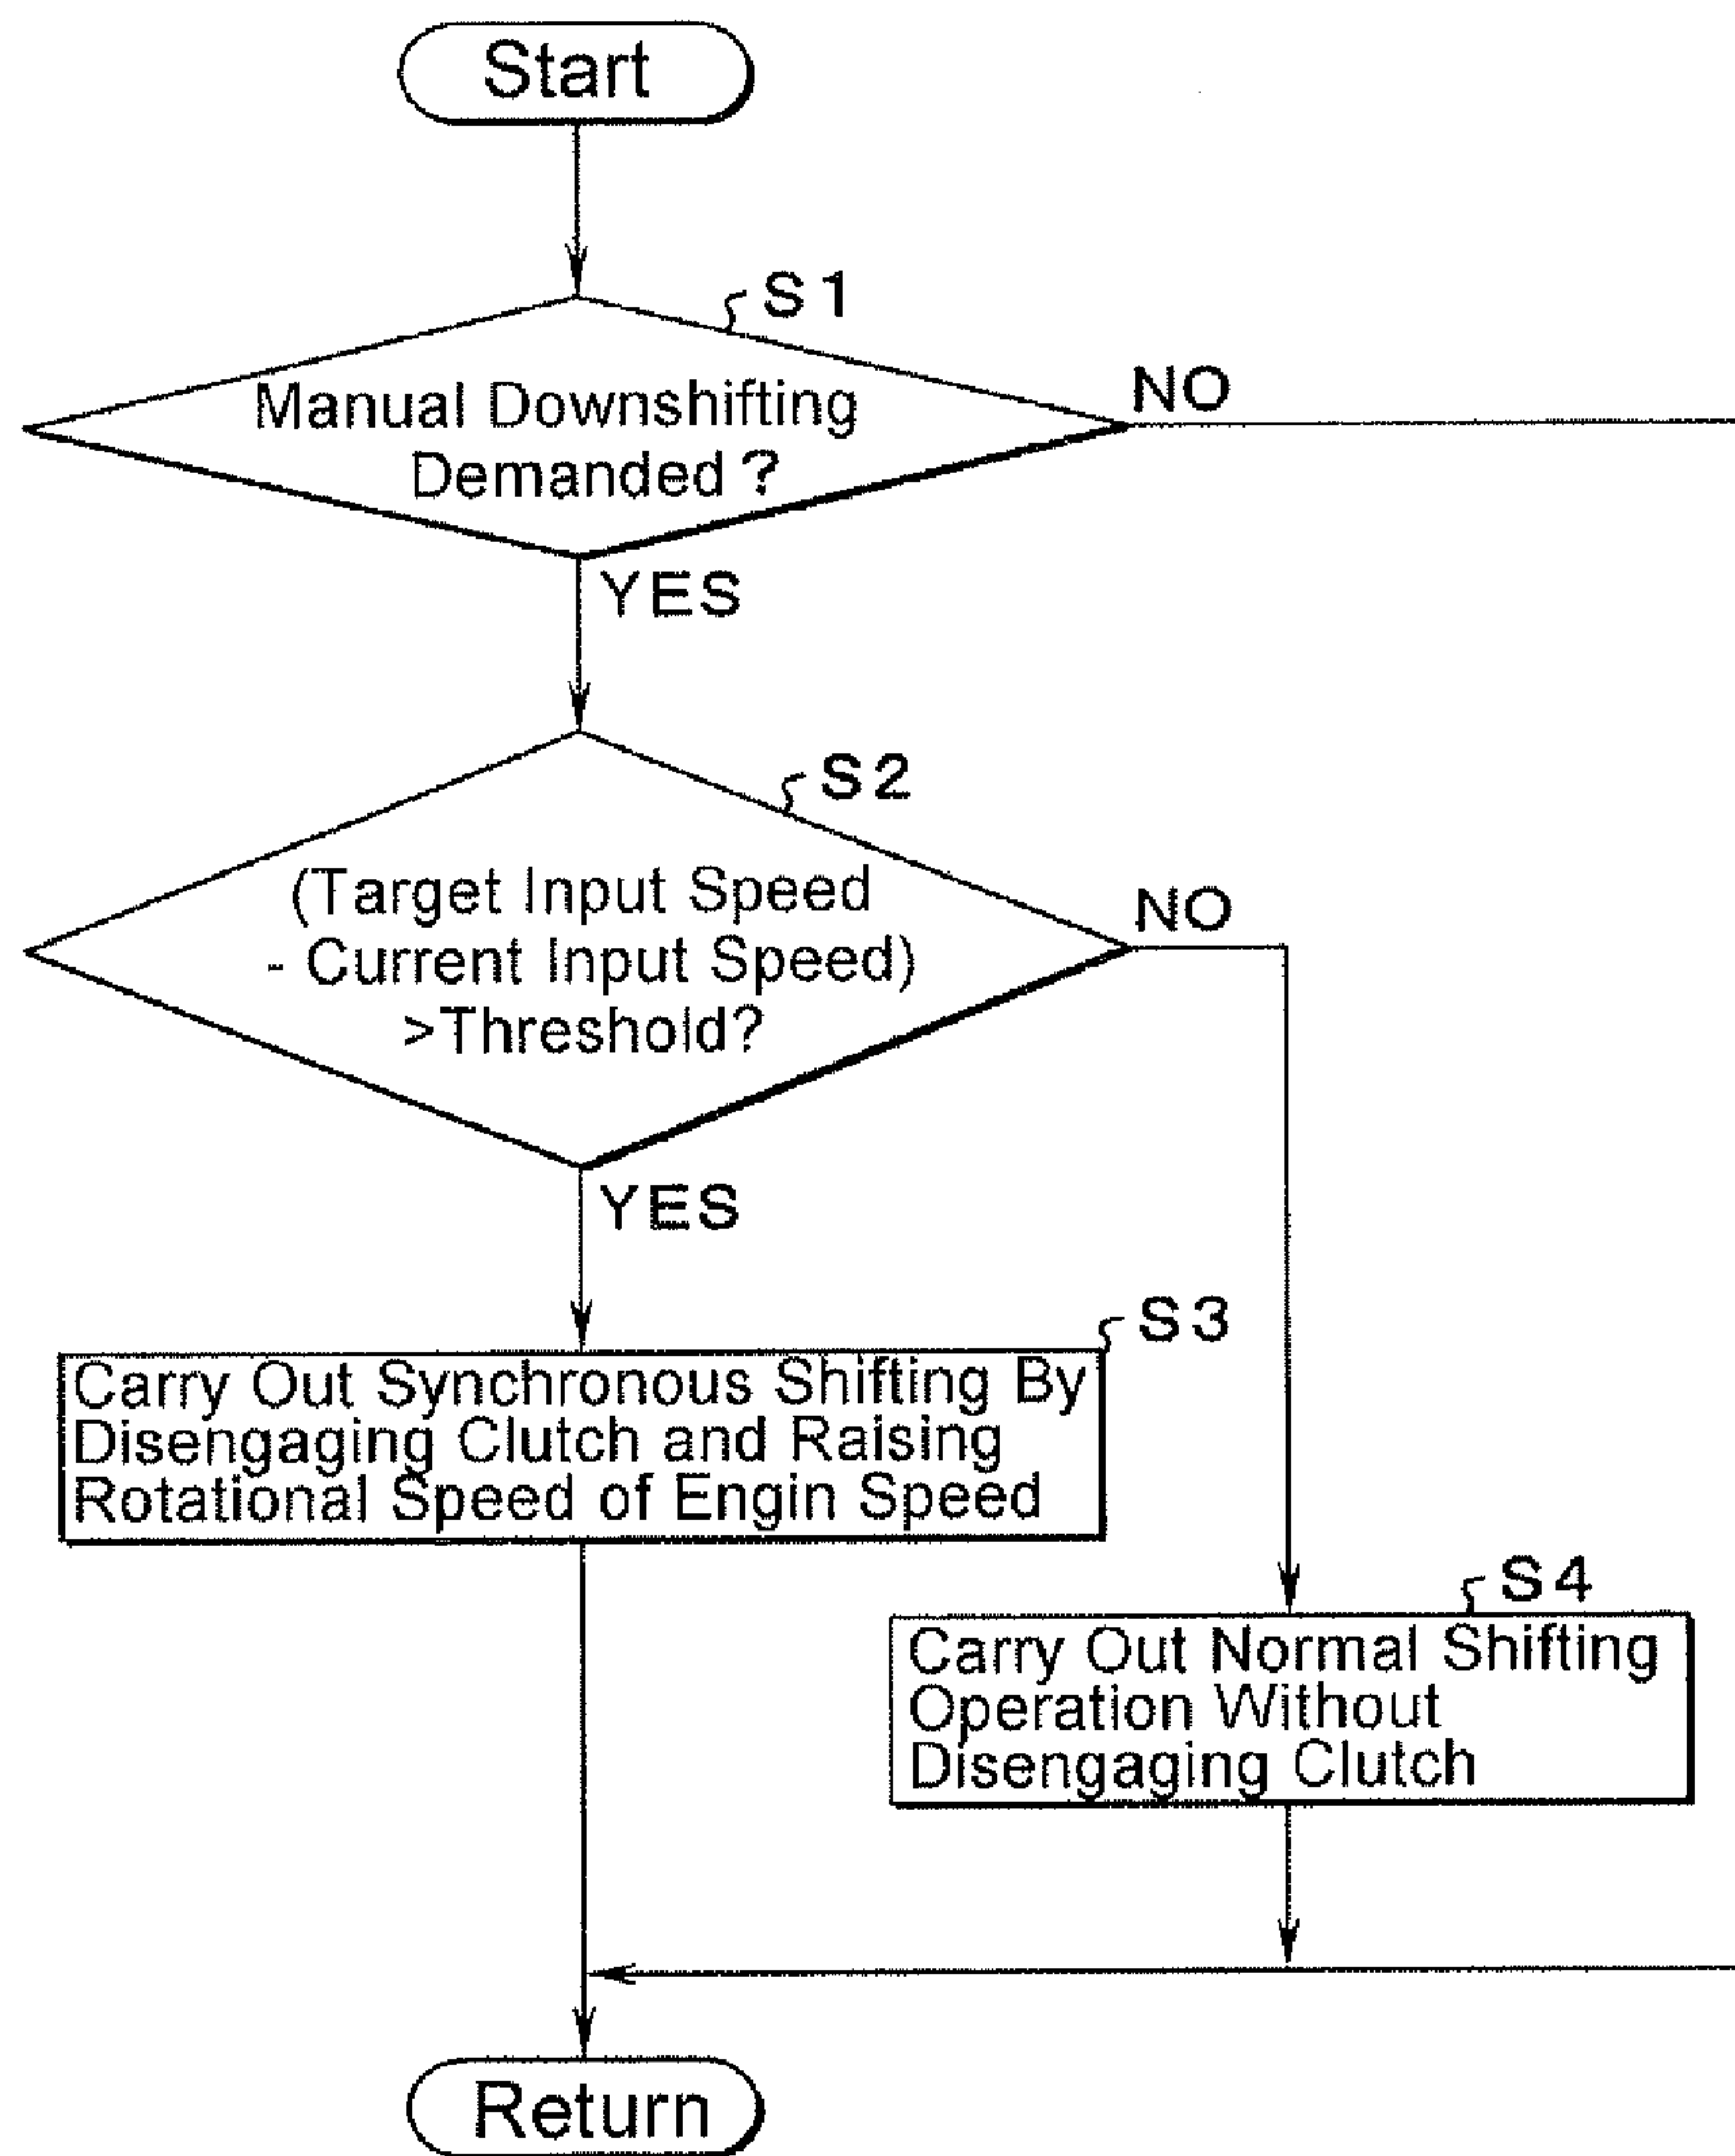 Start
S1
Manual Downshifting
Demanded ?
NO
YES
S2
(Target Input Speed
- Current Input Speed)
>Threshold?
NO
YES
S3
Carry Out Synchronous Shifting By
Disengaging Clutch and Raising
Rotational Speed of Engin Speed
S4
Carry Out Normal Shifting
Operation Without
Disengaging Clutch
Return